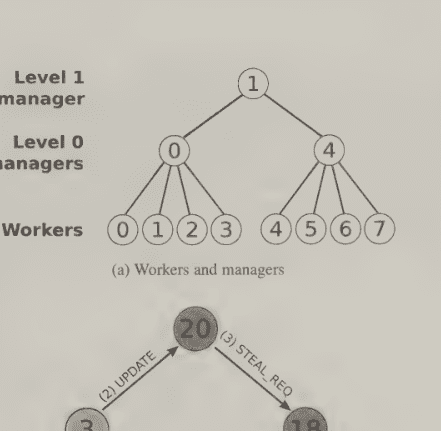 Level 1
manager
1
Level 0
managers
0
4
Workers
0 1 2 3 4 5 6 7
(a) Workers and managers
20
(2) UPDATE
(3) STEAL_REQ
3
18